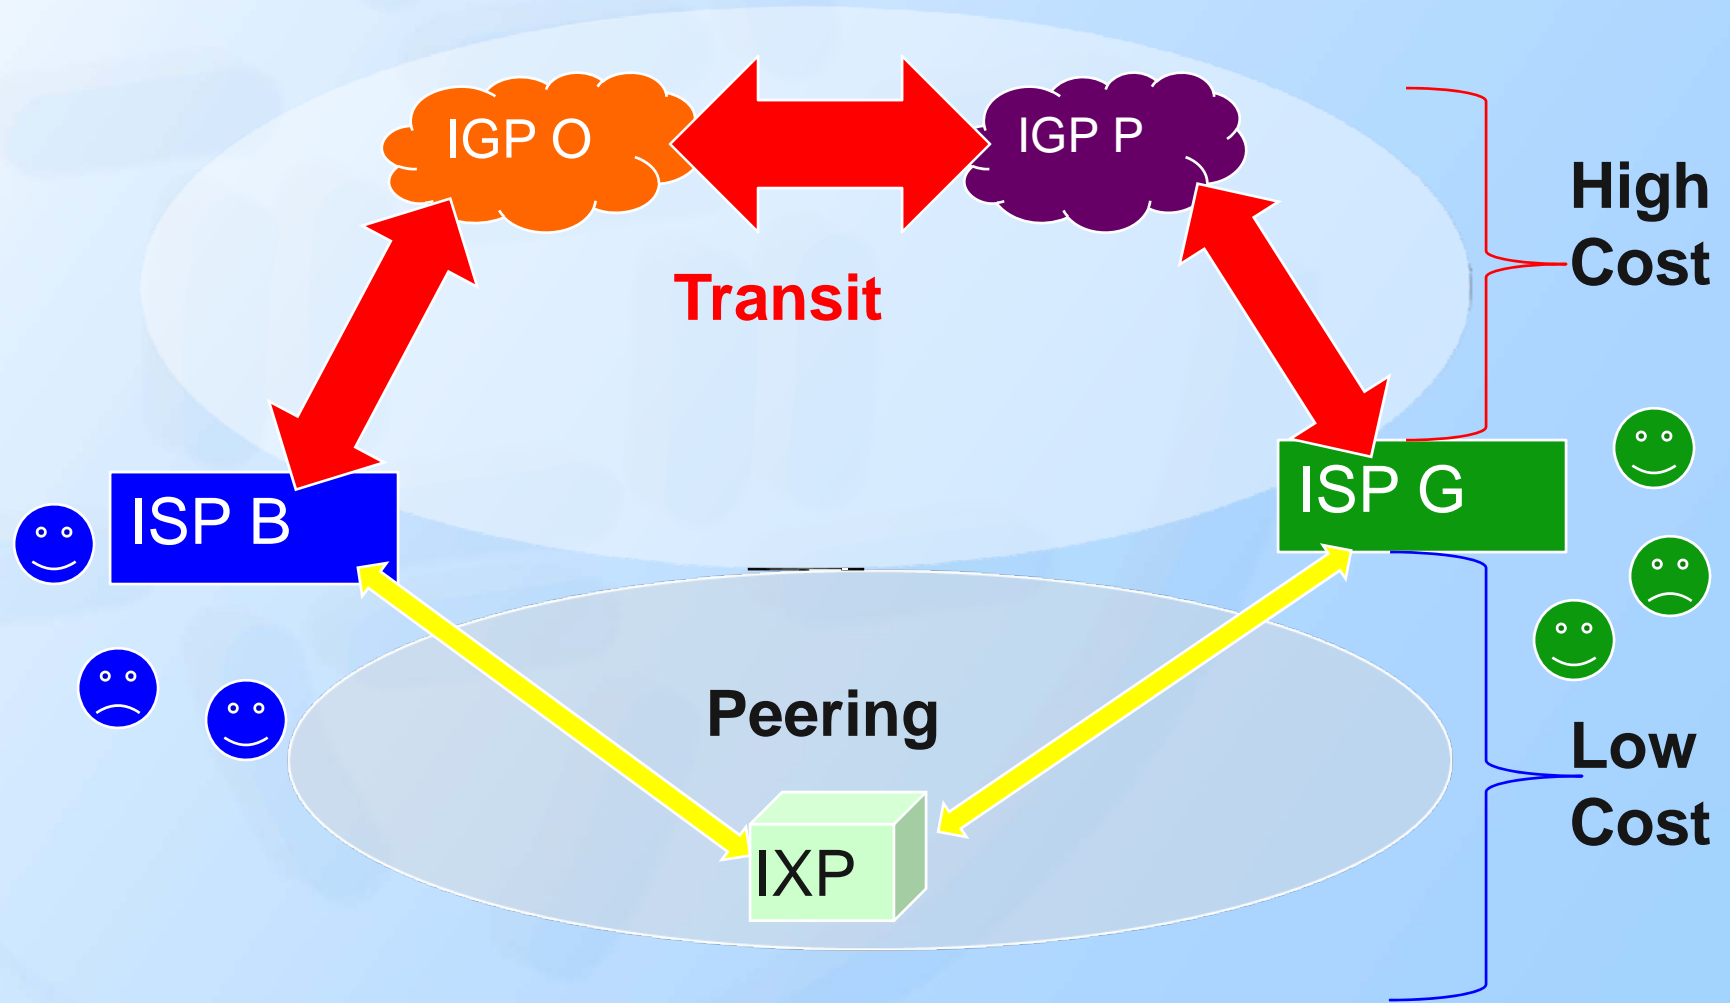 IGP O
IGP P
High
Cost
Transit
ISP B
ISP G
Peering
Low
Cost
IXP